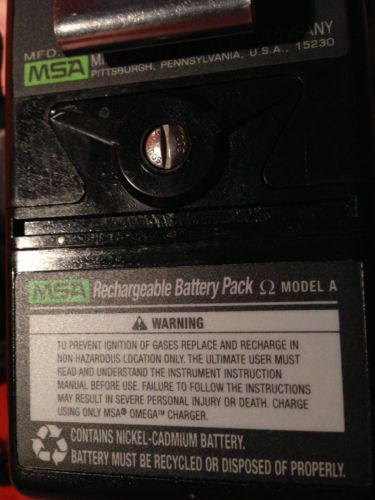 MFD.
MSA MI COMPANY
PITTSBURGH, PENNSYLVANIA, U.S.A., 15230
MSA Rechargeable Battery Pack Ω MODEL A
⚠ WARNING
TO PREVENT IGNITION OF GASES REPLACE AND RECHARGE IN
NON-HAZARDOUS LOCATION ONLY. THE ULTIMATE USER MUST
READ AND UNDERSTAND THE INSTRUMENT INSTRUCTION
MANUAL BEFORE USE. FAILURE TO FOLLOW THE INSTRUCTIONS
MAY RESULT IN SEVERE PERSONAL INJURY OR DEATH. CHARGE
USING ONLY MSA® OMEGA™ CHARGER.
CONTAINS NICKEL-CADMIUM BATTERY.
BATTERY MUST BE RECYCLED OR DISPOSED OF PROPERLY.